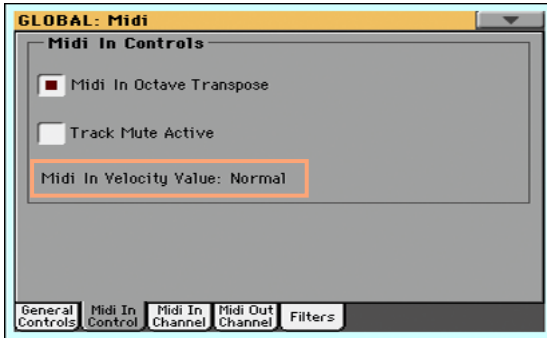 GLOBAL: Midi
Midi In Controls
Midi In Octave Transpose
Track Mute Active
Midi In Velocity Value: Normal
General Controls
Midi In Control
Midi In Channel
Midi Out Channel
Filters